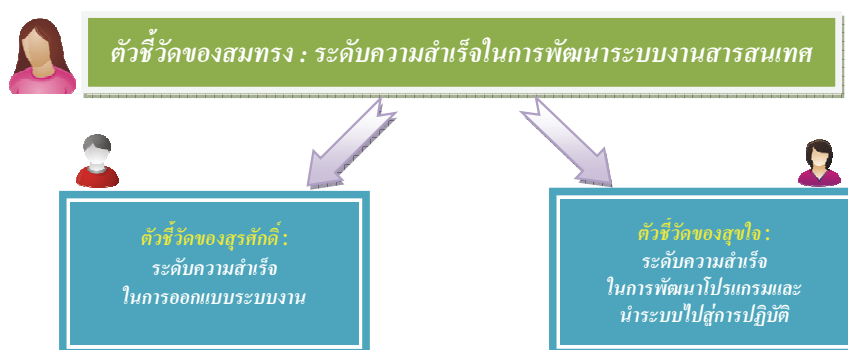 ตัวชี้วัดของสมทรง : ระดับความสำเร็จในการพัฒนาระบบงานสารสนเทศ
ตัวชี้วัดของสุรศักดิ์ :
ระดับความสำเร็จ
ในการออกแบบระบบงาน
ตัวชี้วัดของสุขใจ :
ระดับความสำเร็จ
ในการพัฒนาโปรแกรมและ
นำระบบไปสู่การปฏิบัติ